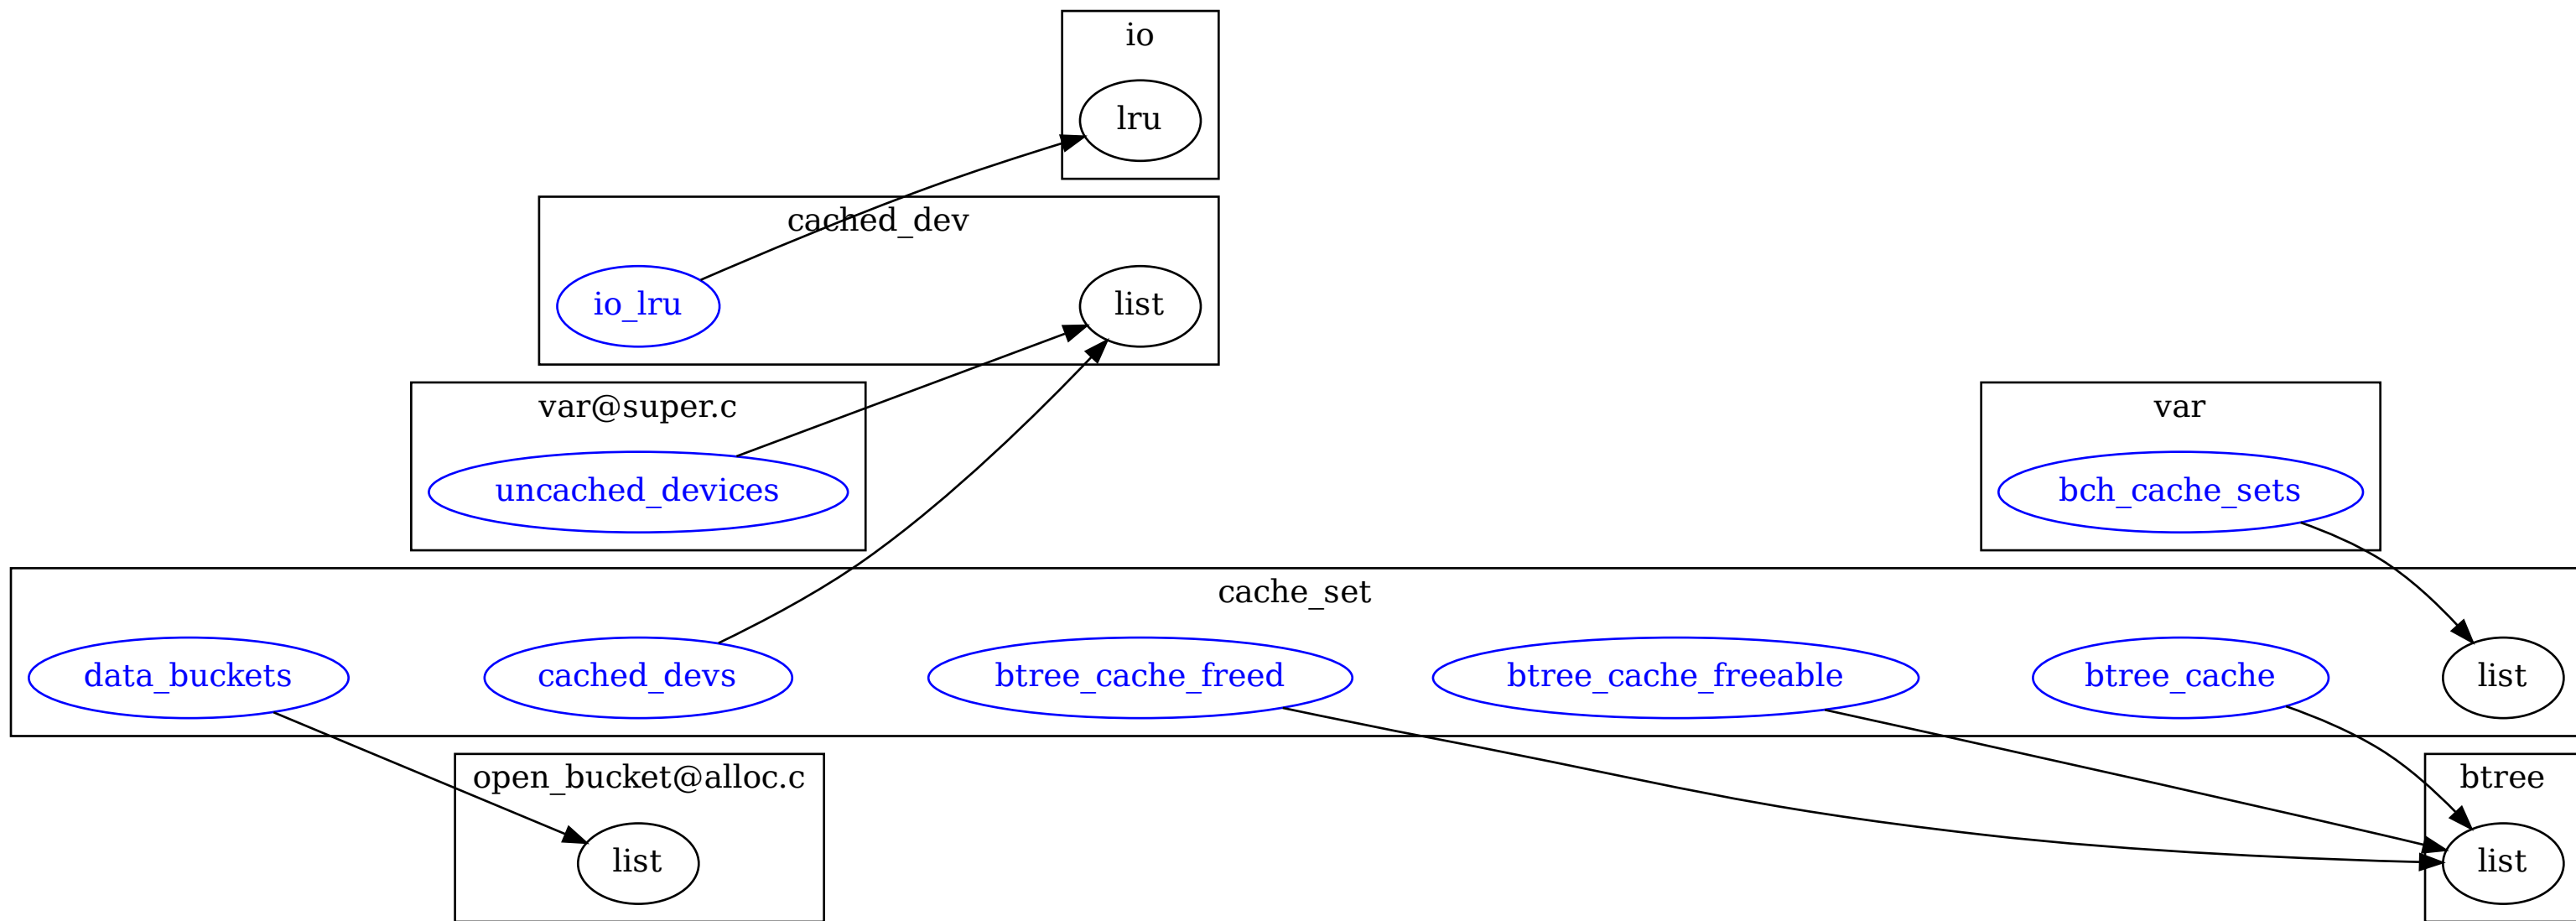 io
lru
cached_dev
io_lru
list
var@super.c
var
uncached_devices
bch_cache_sets
cache_set
data_buckets
cached_devs
btree_cache_freed
btree_cache_freeable
btree_cache
list
open_bucket@alloc.c
btree
list
list